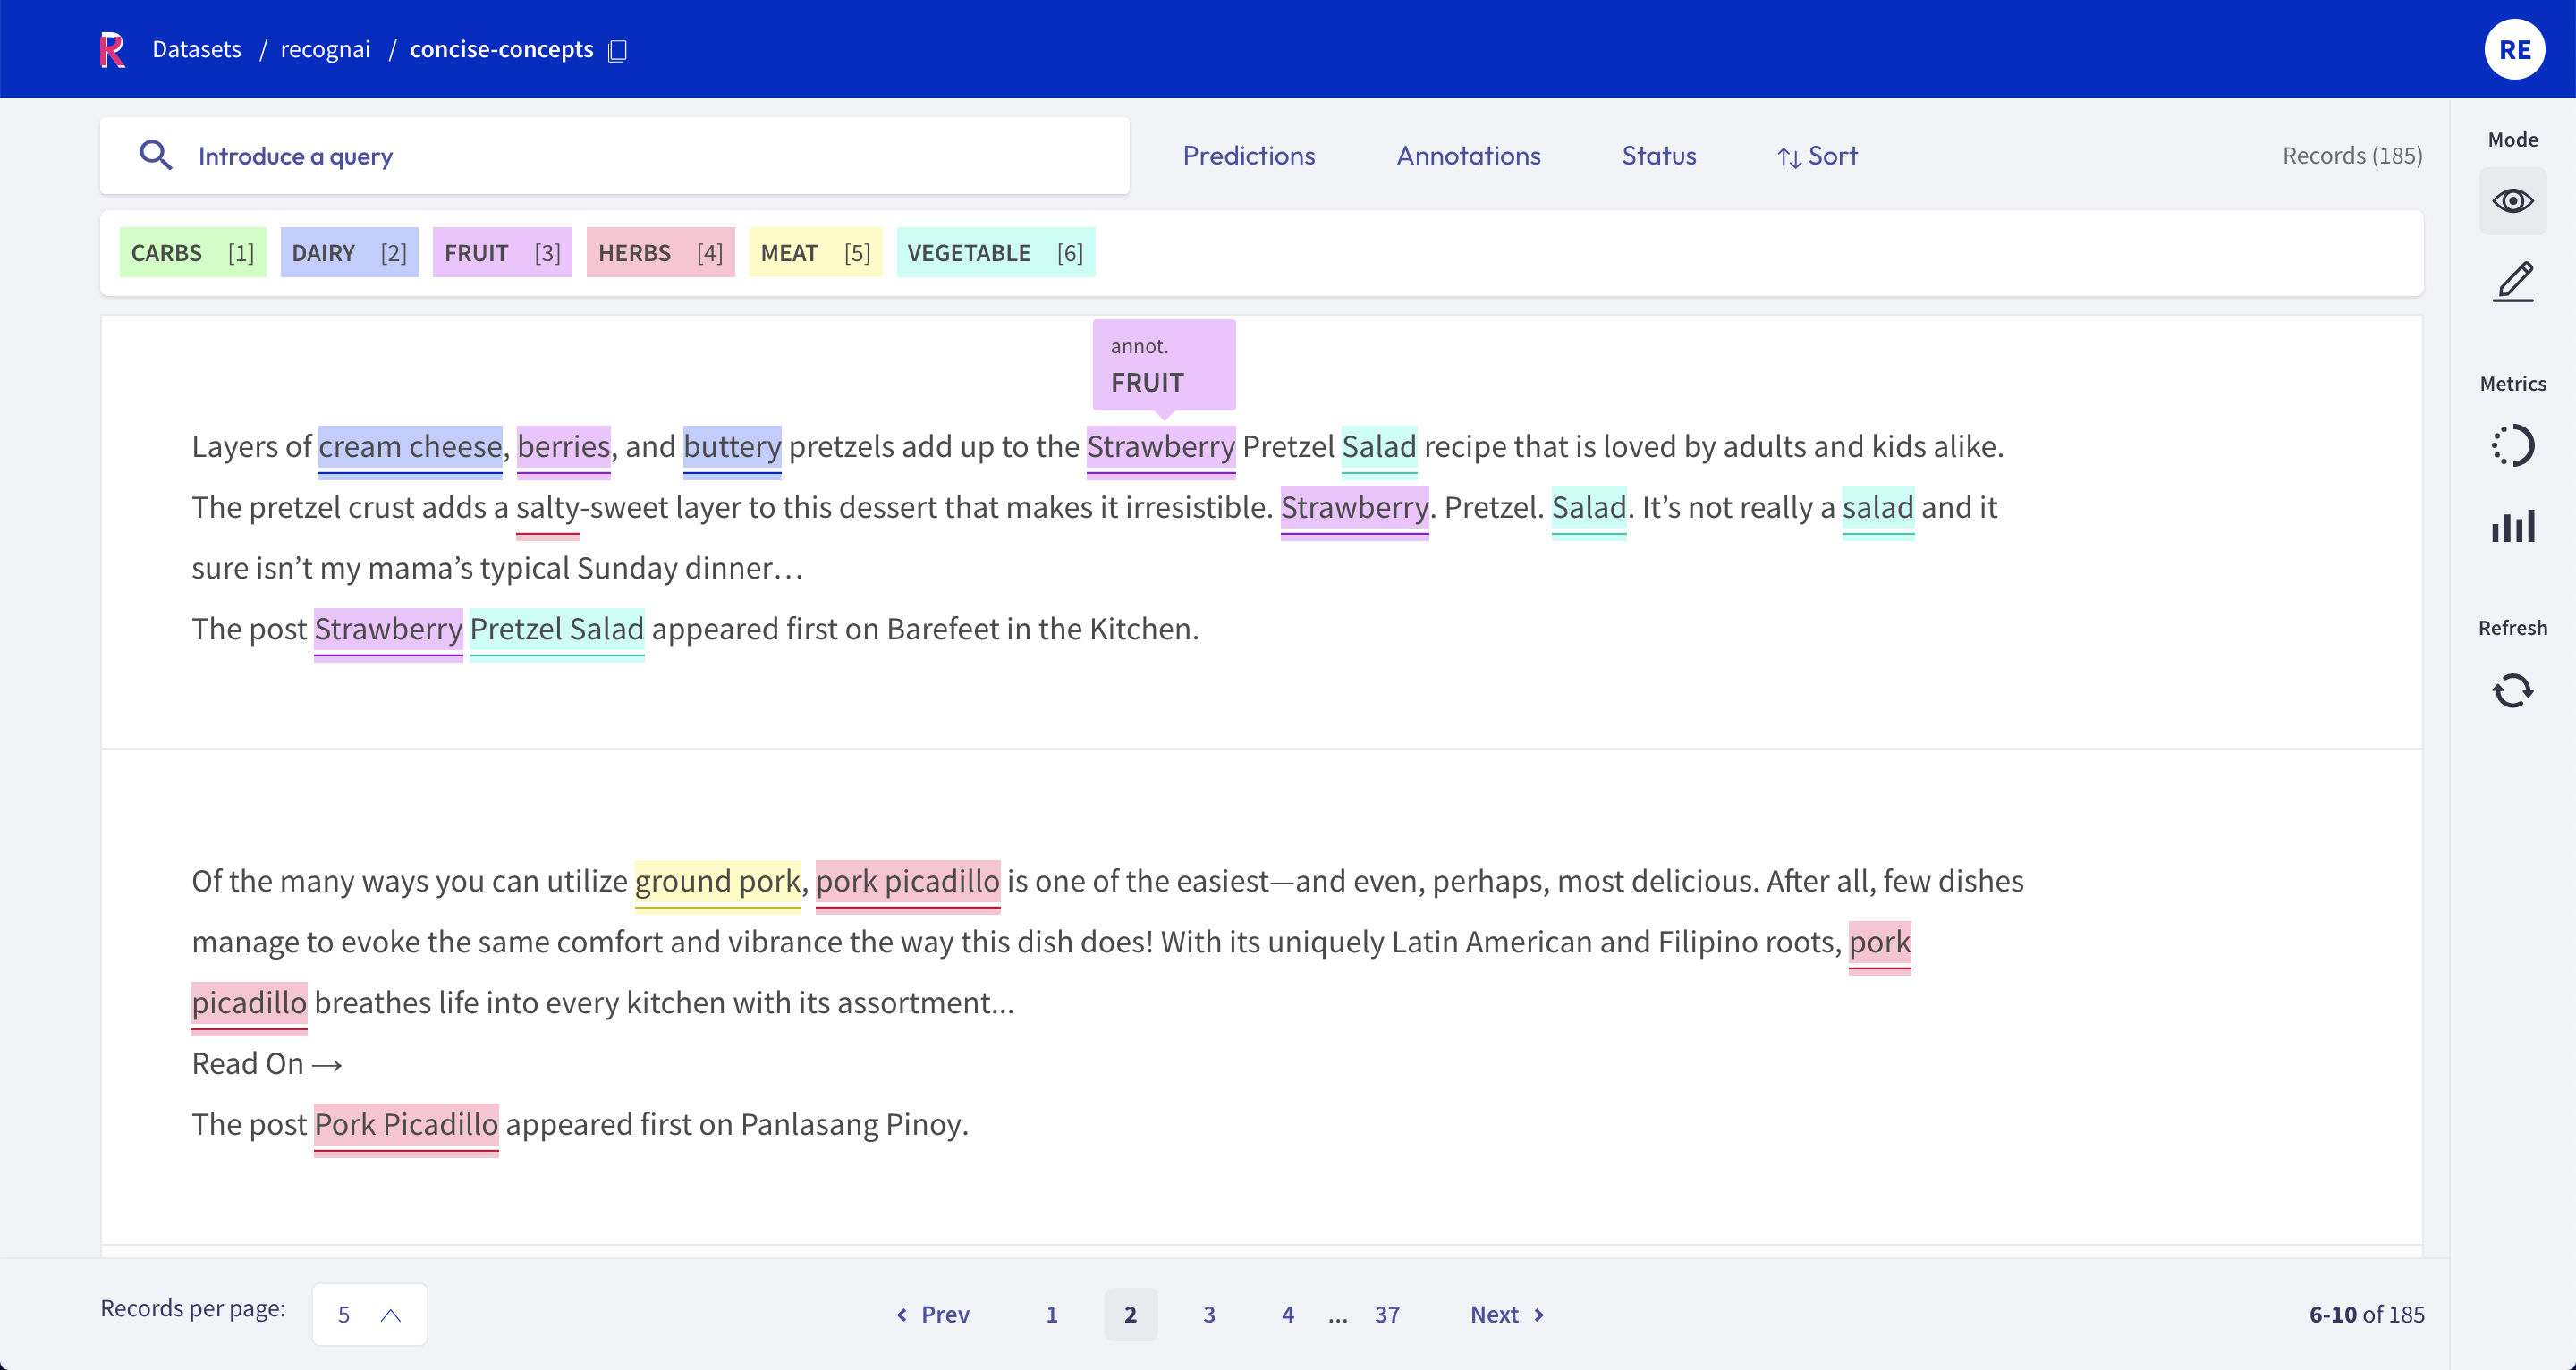 R Datasets / recognai / concise-concepts RE
Introduce a query Predictions Annotations Status Sort Records (185)
Mode
CARBS [1] DAIRY [2] FRUIT [3] HERBS [4] MEAT [5] VEGETABLE [6]
annot.
FRUIT
Metrics
Layers of cream cheese, berries, and buttery pretzels add up to the Strawberry Pretzel Salad recipe that is loved by adults and kids alike.
The pretzel crust adds a salty-sweet layer to this dessert that makes it irresistible. Strawberry. Pretzel. Salad. It’s not really a salad and it
sure isn’t my mama’s typical Sunday dinner…
The post Strawberry Pretzel Salad appeared first on Barefeet in the Kitchen.
Refresh
Of the many ways you can utilize ground pork, pork picadillo is one of the easiest—and even, perhaps, most delicious. After all, few dishes
manage to evoke the same comfort and vibrance the way this dish does! With its uniquely Latin American and Filipino roots, pork
picadillo breathes life into every kitchen with its assortment...
Read On →
The post Pork Picadillo appeared first on Panlasang Pinoy.
Records per page: 5 Prev 1 2 3 4 ... 37 Next 6-10 of 185